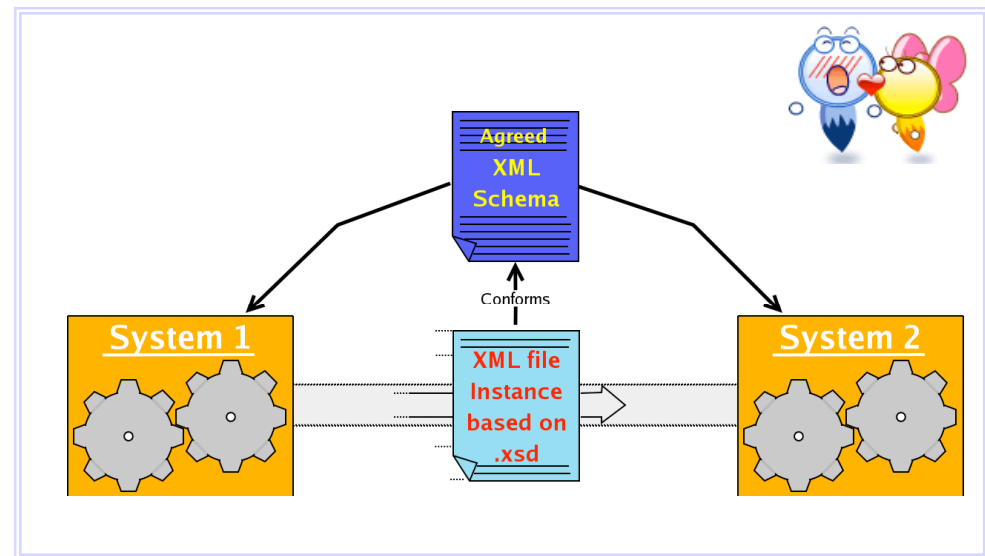 Agreed
XML
Schema
Conforms
System 1
XML file
Instance
based on
.xsd
System 2